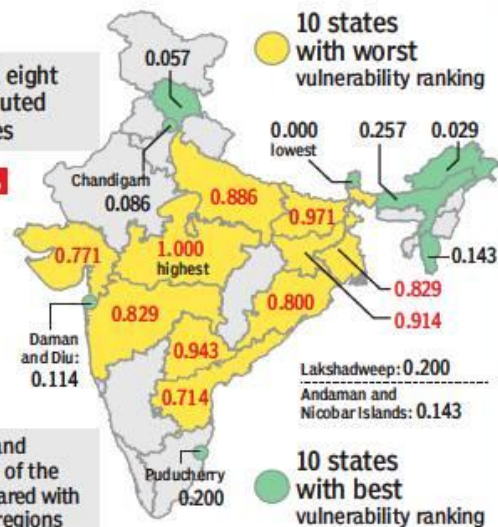 eight
uted
es
10 states
with worst
vulnerability ranking
0.057
0.000
lowest
0.257
0.029
Chandigarh
0.086
0.886
0.971
0.771
1.000
highest
0.143
0.829
0.800
0.829
0.914
Daman
and Diu:
0.114
0.943
0.714
Lakshadweep: 0.200
Andaman and
Nicobar Islands: 0.143
and
of the
ared with
regions
Puducherry
0.200
10 states
with best
vulnerability ranking